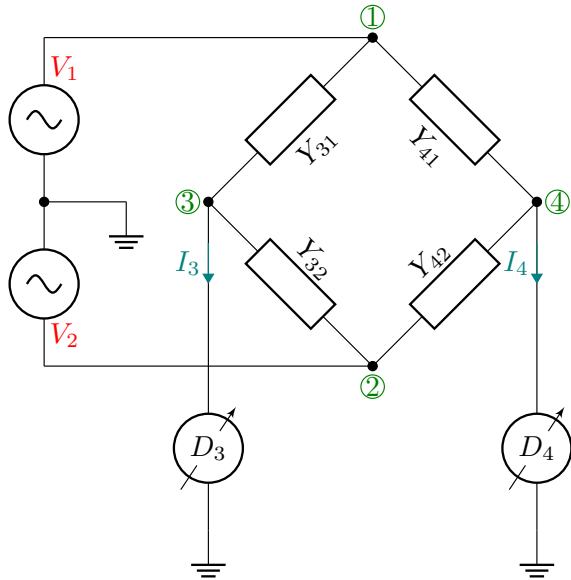 ①
V₁
Y₃₁
Y₄₁
③
④
Y₃₂
Y₄₂
I₃
I₄
V₂
②
D₃
D₄